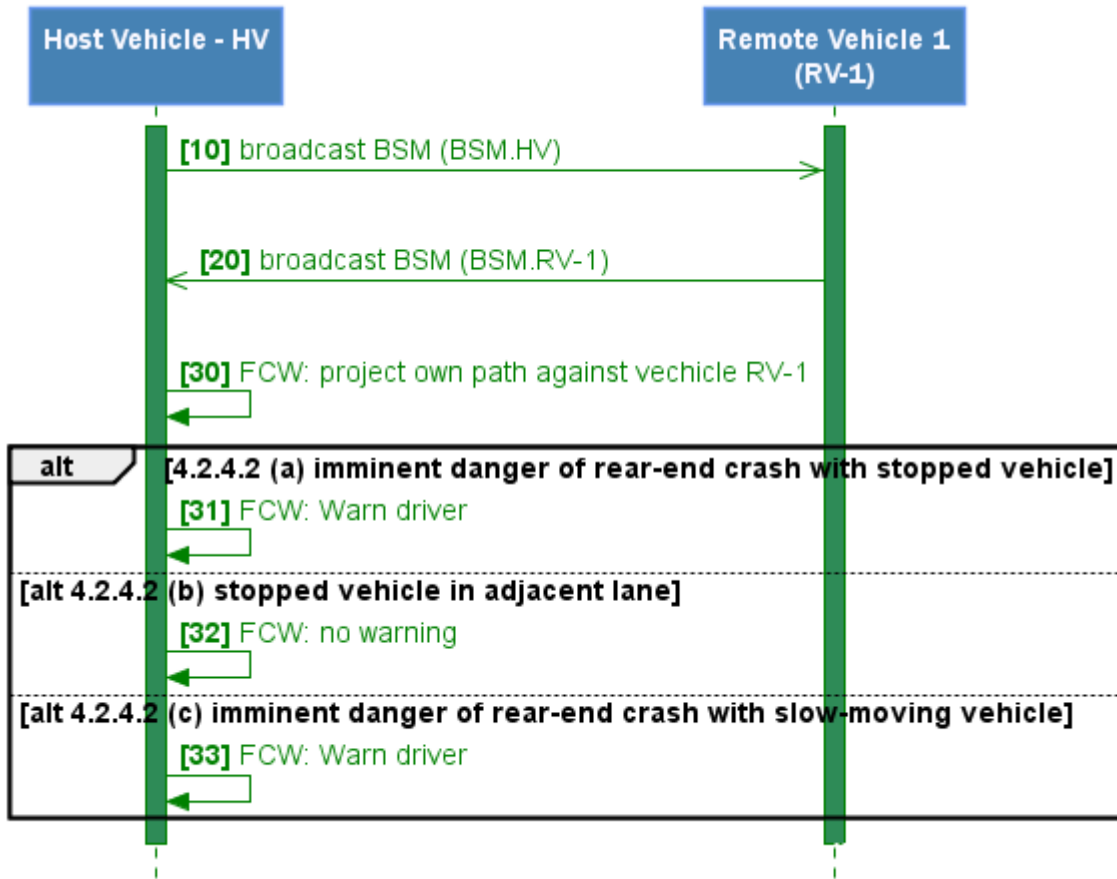 Host Vehicle - HV
Remote Vehicle 1
(RV-1)
[10] broadcast BSM (BSM.HV)
[20] broadcast BSM (BSM.RV-1)
[30] FCW: project own path against vechicle RV-1
alt [4.2.4.2 (a) imminent danger of rear-end crash with stopped vehicle]
[31] FCW: Warn driver
[alt 4.2.4.2 (b) stopped vehicle in adjacent lane]
[32] FCW: no warning
[alt 4.2.4.2 (c) imminent danger of rear-end crash with slow-moving vehicle]
[33] FCW: Warn driver